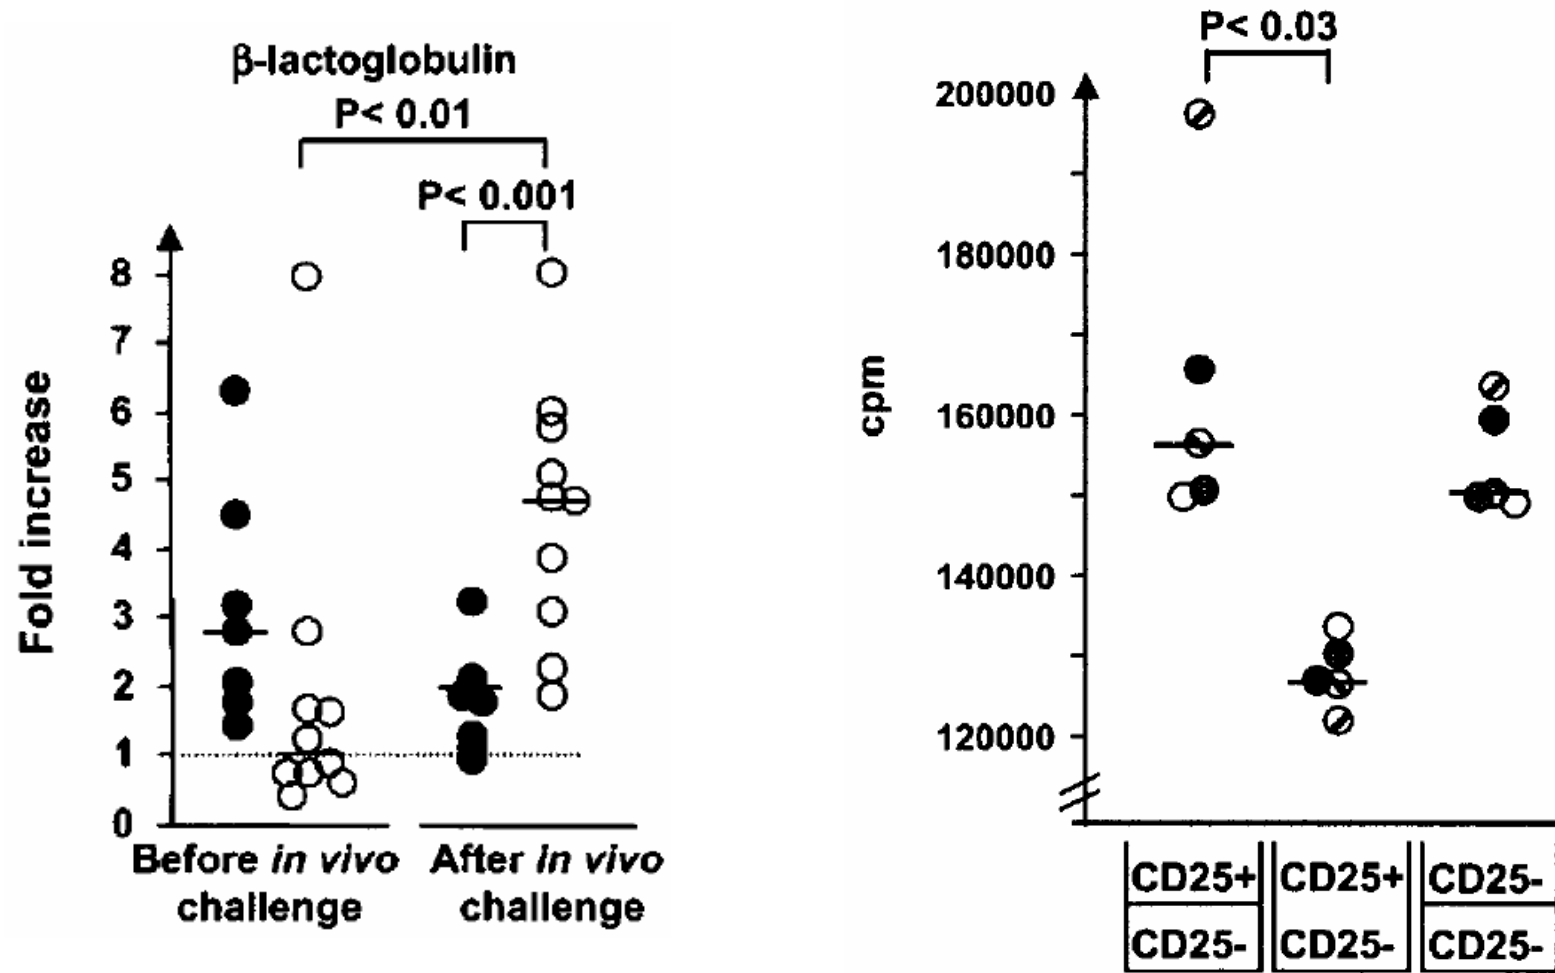 β-lactoglobulin
P< 0.01
P< 0.001
Fold increase
8
7
6
5
4
3
2
1
0
Before in vivo
challenge
After in vivo
challenge
P< 0.03
cpm
200000
180000
160000
140000
120000
CD25+
CD25-
CD25+
CD25-
CD25-
CD25-